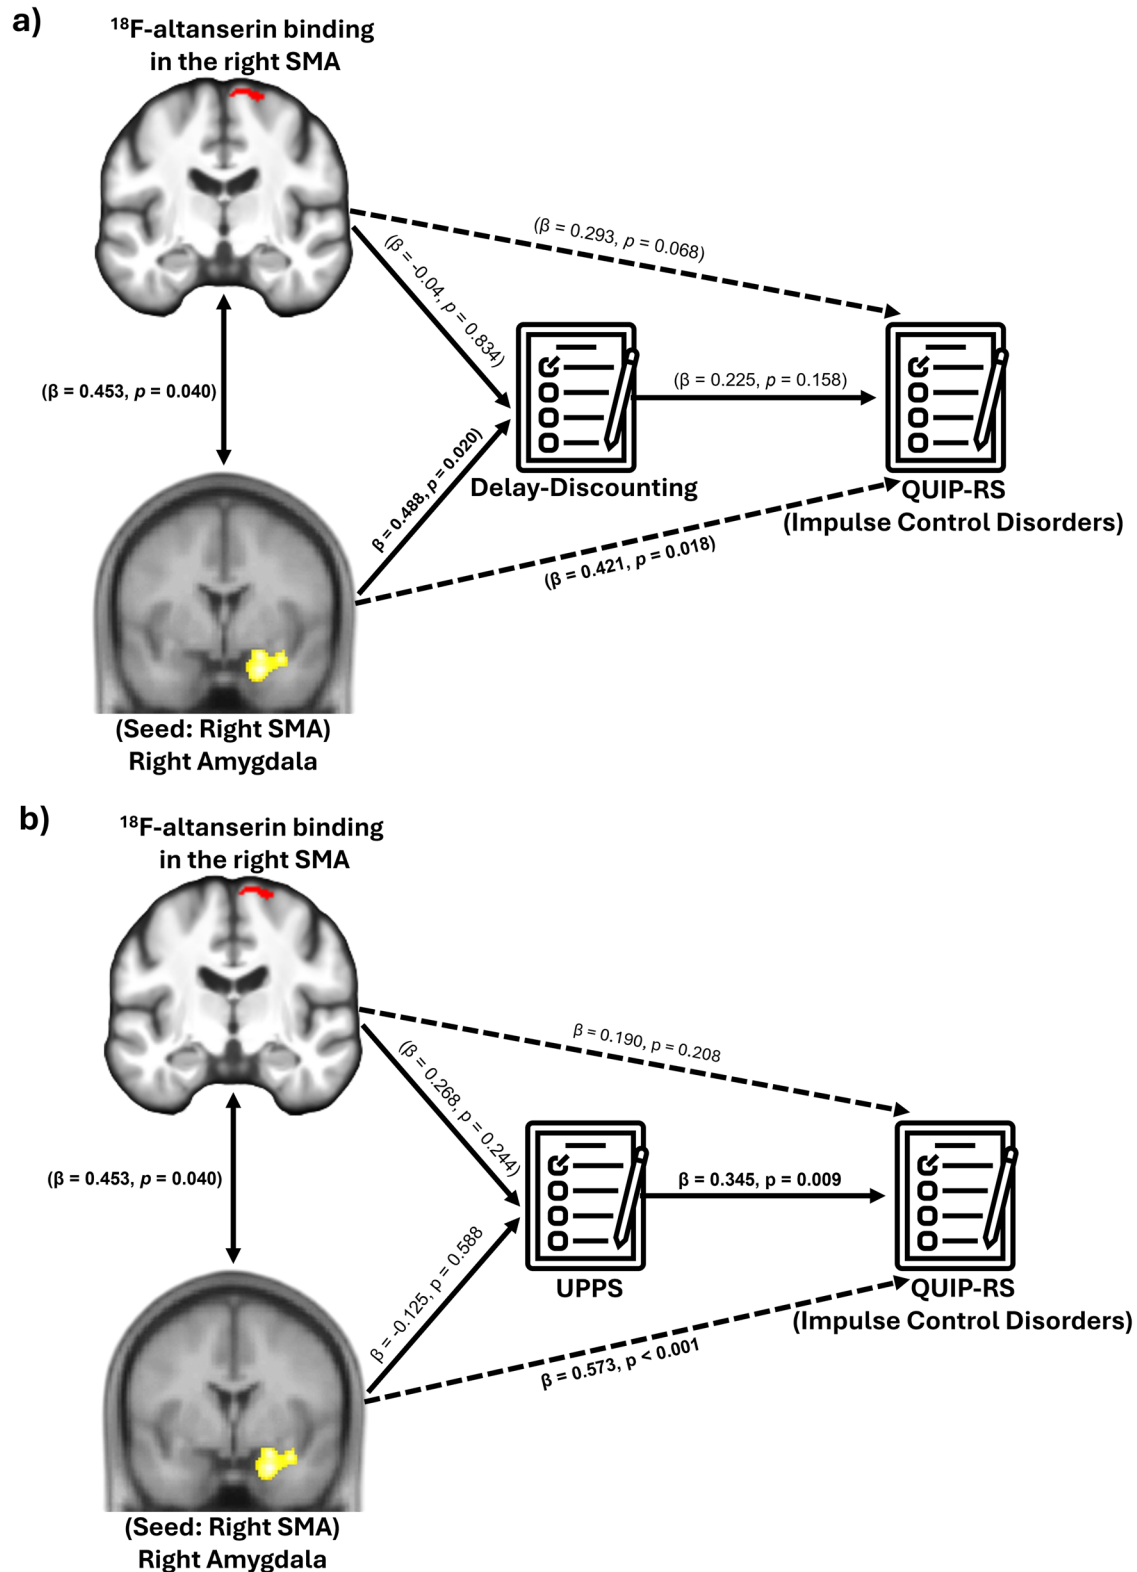 a)
¹⁸F-altanserin binding
in the right SMA
(β = 0.293, p = 0.068)
(β = -0.04, p = 0.834)
(β = 0.453, p = 0.040)
(β = 0.225, p = 0.158)
β = 0.488, p = 0.020)
Delay-Discounting
QUIP-RS
(Impulse Control Disorders)
(β = 0.421, p = 0.018)
(Seed: Right SMA)
Right Amygdala
b)
¹⁸F-altanserin binding
in the right SMA
β = 0.190, p = 0.208
(β = 0.268, p = 0.244)
(β = 0.453, p = 0.040)
β = 0.345, p = 0.009
β = -0.125, p = 0.588
UPPS
QUIP-RS
(Impulse Control Disorders)
β = 0.573, p < 0.001
(Seed: Right SMA)
Right Amygdala